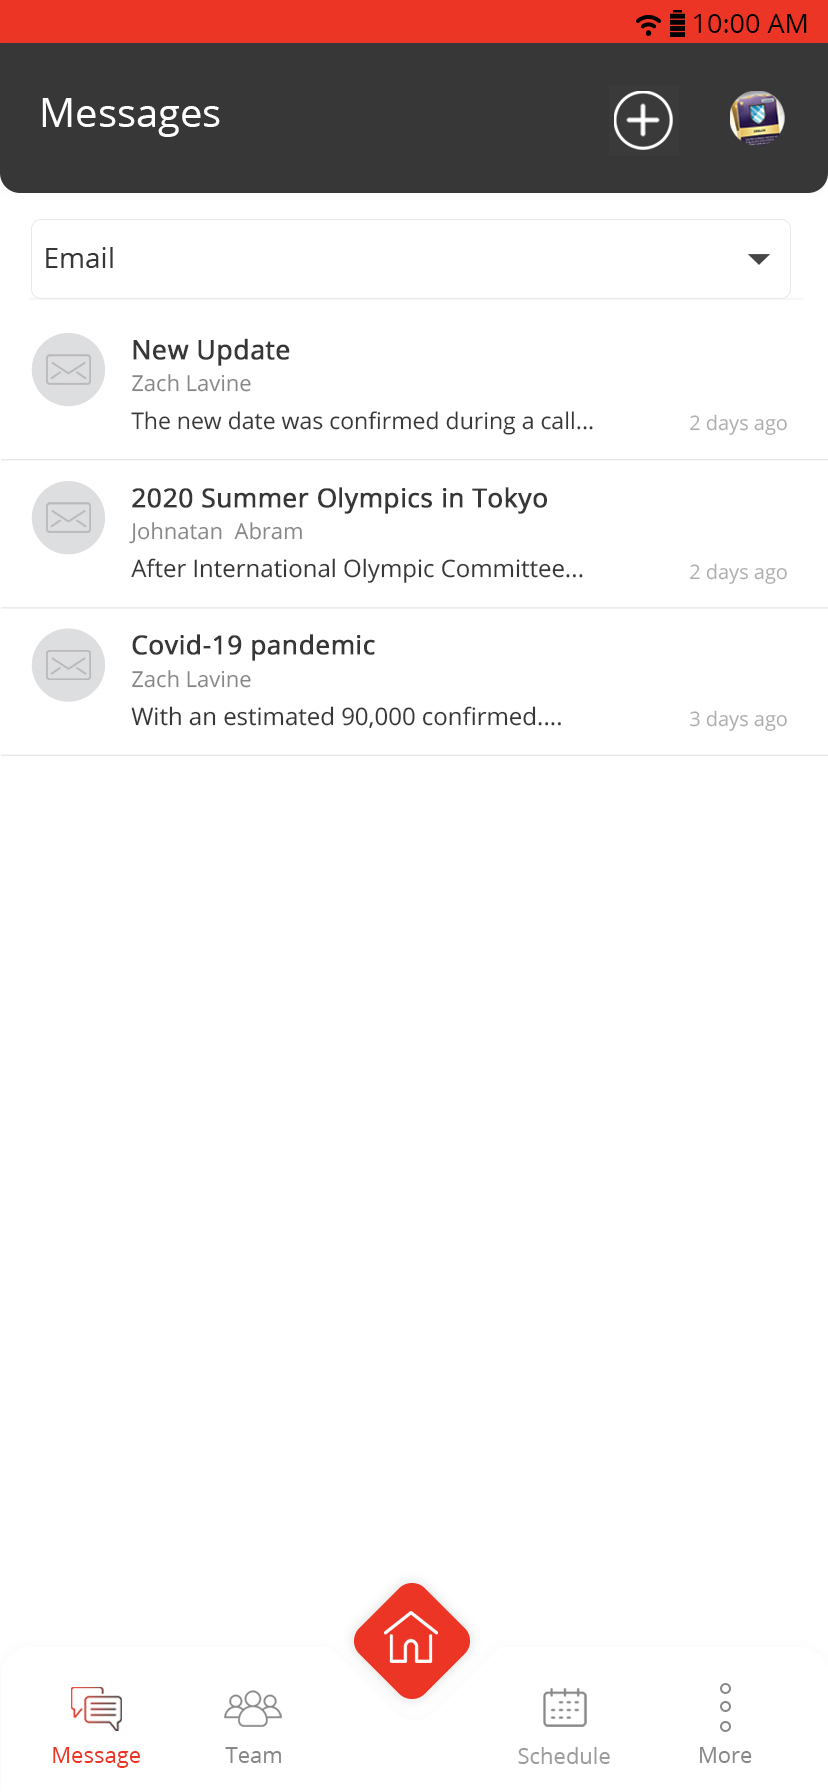 10:00 AM
Messages
Email
New Update
Zach Lavine
The new date was confirmed during a call...
2 days ago
2020 Summer Olympics in Tokyo
Johnatan Abram
After International Olympic Committee...
2 days ago
Covid-19 pandemic
Zach Lavine
With an estimated 90,000 confirmed....
3 days ago
Message
Team
Schedule
More